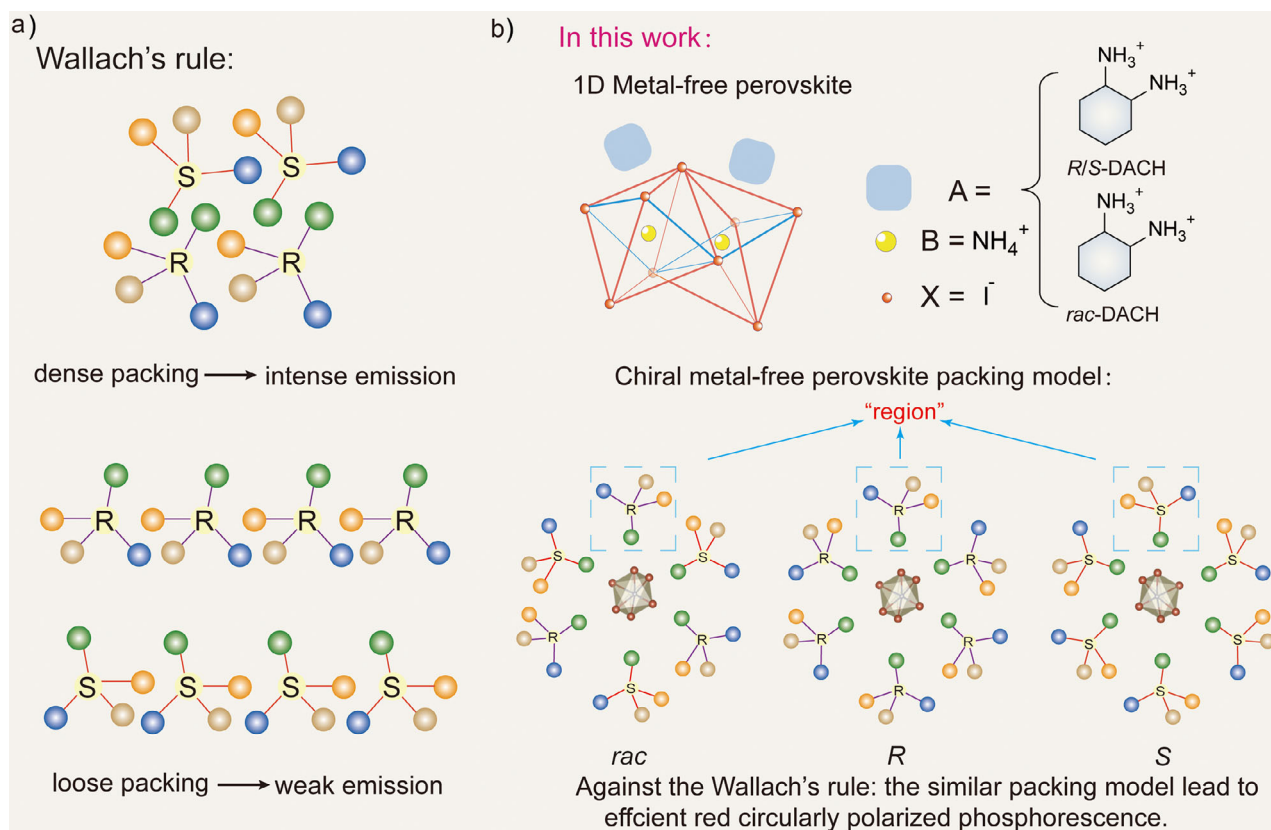 a)
Wallach's rule:
S
S
R
R
dense packing → intense emission
R
R
R
R
S
S
S
S
loose packing → weak emission
b)
In this work:
1D Metal-free perovskite
A =
B = NH₄⁺
X = I⁻
NH₃⁺
NH₃⁺
R/S-DACH
NH₃⁺
NH₃⁺
rac-DACH
Chiral metal-free perovskite packing model:
“region”
R
S
S
R
R
S
R
R
R
R
R
R
S
S
S
S
S
S
rac
R
S
Against the Wallach's rule: the similar packing model lead to
effcient red circularly polarized phosphorescence.